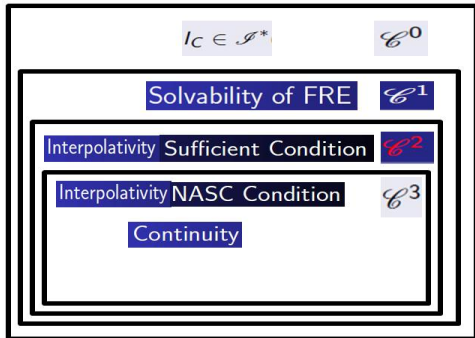 I_C ∈ 𝓘* 𝒞⁰
Solvability of FRE 𝒞¹
Interpolativity Sufficient Condition 𝒞²
Interpolativity NASC Condition 𝒞³
Continuity